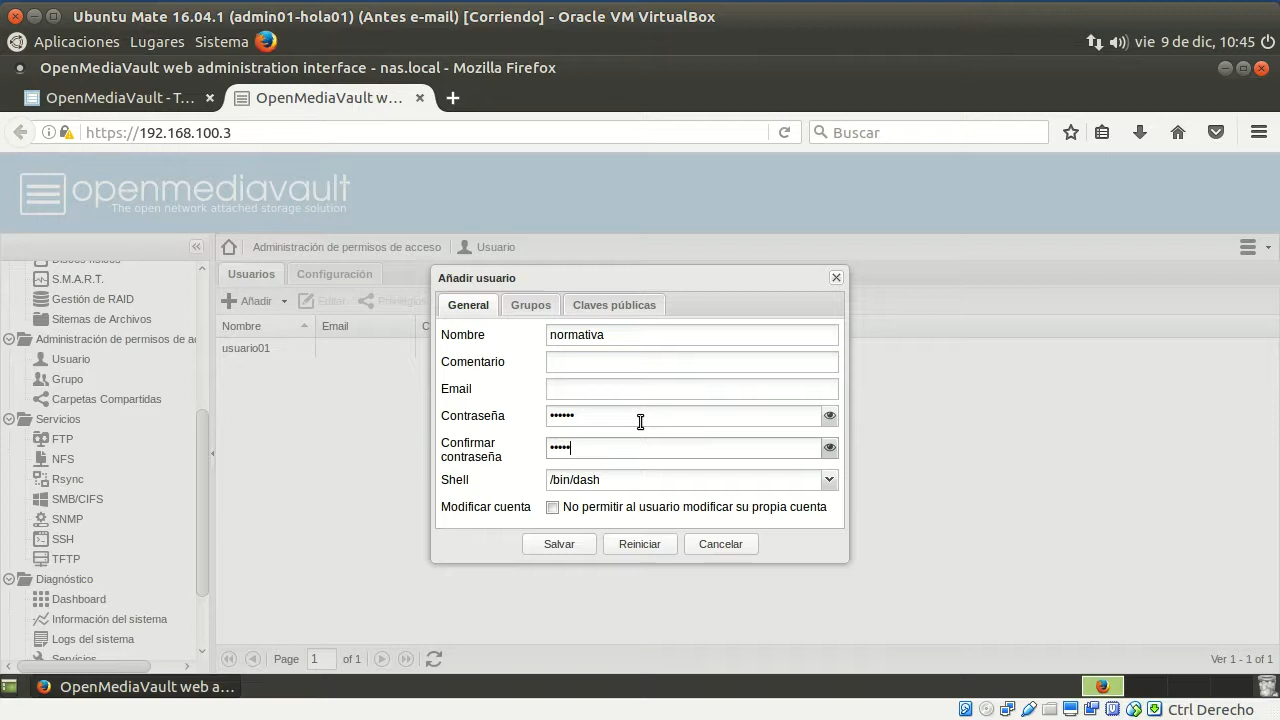 Ubuntu Mate 16.04.1 (admin01-hola01) (Antes e-mail) [Corriendo] - Oracle VM VirtualBox
Aplicaciones Lugares Sistema vie 9 de dic, 10:45
OpenMediaVault web administration interface - nas.local - Mozilla Firefox
OpenMediaVault - T... OpenMediaVault w...
https://192.168.100.3 Buscar
openmediavault
The open network attached storage solution
Administración de permisos de acceso Usuario
Usuarios Configuración
Añadir Editar Privilegios
Nombre Email C
usuario01
Discos físicos
S.M.A.R.T.
Gestión de RAID
Sitemas de Archivos
Administración de permisos de ac
Usuario
Grupo
Carpetas Compartidas
Servicios
FTP
NFS
Rsync
SMB/CIFS
SNMP
SSH
TFTP
Diagnóstico
Dashboard
Información del sistema
Logs del sistema
Servicios
Añadir usuario
General Grupos Claves públicas
Nombre normativa
Comentario
Email
Contraseña ••••••
Confirmar
contraseña •••••
Shell /bin/dash
Modificar cuenta No permitir al usuario modificar su propia cuenta
Salvar Reiniciar Cancelar
Page 1 of 1 Ver 1 - 1 of 1
OpenMediaVault web a...
Ctrl Derecho